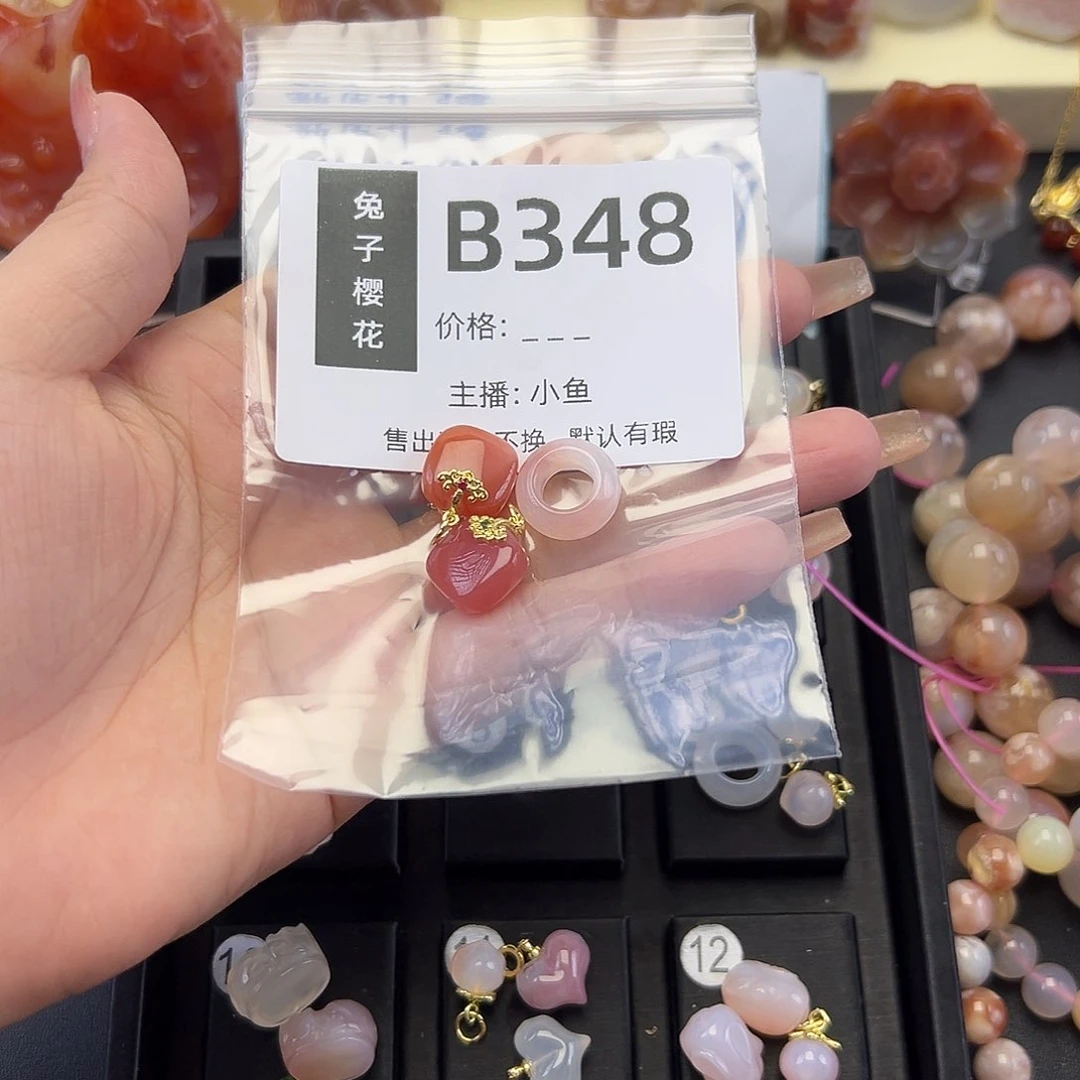 兔子樱花
B348
价格: _ _ _
主播: 小鱼
售出 不换 默认有瑕
12